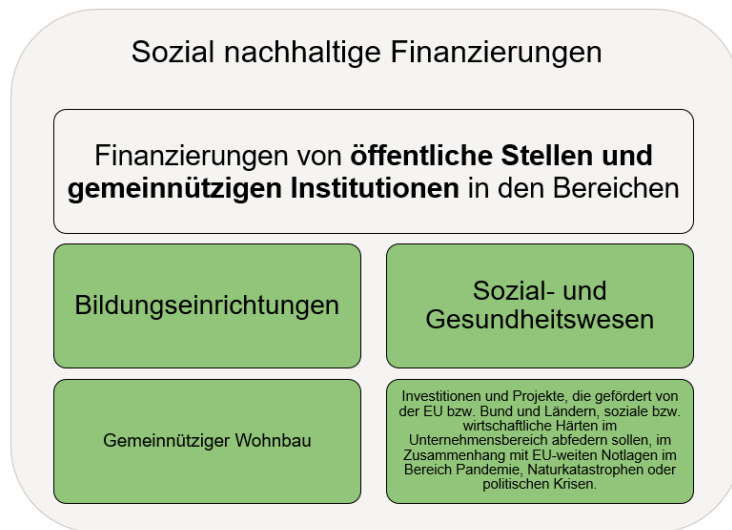 Sozial nachhaltige Finanzierungen
Finanzierungen von öffentliche Stellen und
gemeinnützigen Institutionen in den Bereichen
Bildungseinrichtungen
Sozial- und
Gesundheitswesen
Gemeinnütziger Wohnbau
Investitionen und Projekte, die gefördert von
der EU bzw. Bund und Ländern, soziale bzw.
wirtschaftliche Härten im
Unternehmensbereich abfedern sollen, im
Zusammenhang mit EU-weiten Notlagen im
Bereich Pandemie, Naturkatastrophen oder
politischen Krisen.